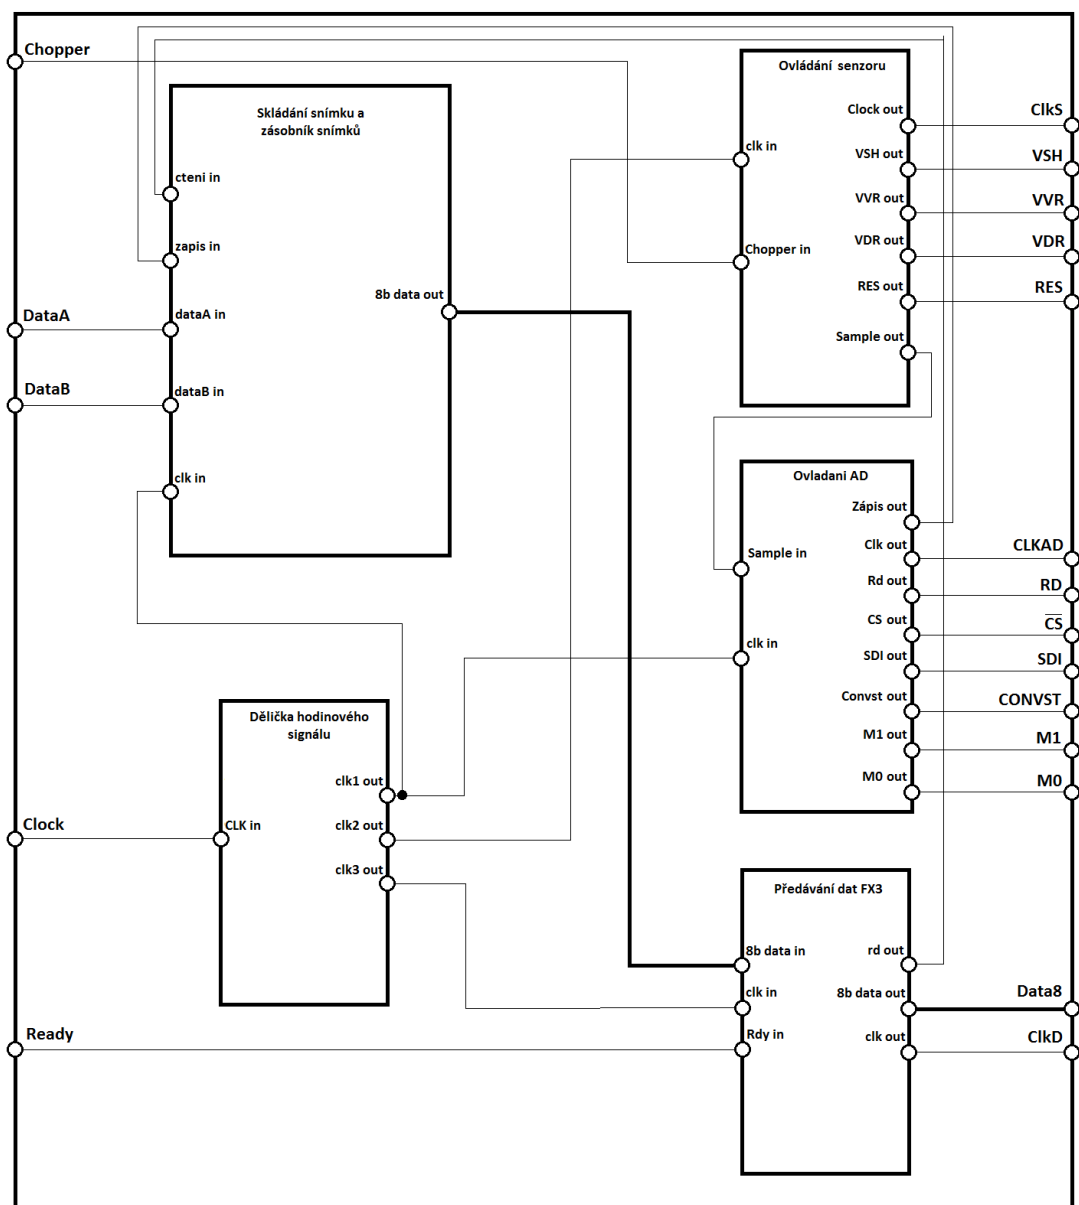 Chopper
Skládání snímku a
zásobník snímků
cteni in
zapis in
8b data out
DataA
dataA in
DataB
dataB in
clk in
Ovládání senzoru
Clock out
ClkS
clk in
VSH out
VSH
VVR out
VVR
VDR out
VDR
Chopper in
RES out
RES
Sample out
Ovladani AD
Zápis out
Clk out
CLKAD
Sample in
Rd out
RD
CS out
CS
clk in
SDI out
SDI
Convst out
CONVST
M1 out
M1
M0 out
M0
Dělička hodinového
signálu
clk1 out
Clock
CLK in
clk2 out
clk3 out
Předávání dat FX3
8b data in
rd out
clk in
8b data out
Data8
Ready
Rdy in
clk out
ClkD